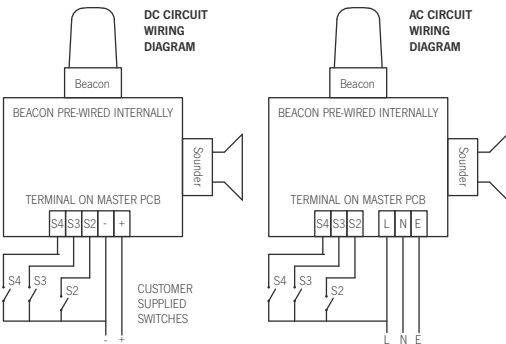 DC CIRCUIT
WIRING
DIAGRAM
Beacon
BEACON PRE-WIRED INTERNALLY
Sounder
TERMINAL ON MASTER PCB
S4 S3 S2 - +
S4 S3
S2
CUSTOMER
SUPPLIED
SWITCHES
- +
AC CIRCUIT
WIRING
DIAGRAM
Beacon
BEACON PRE-WIRED INTERNALLY
Sounder
TERMINAL ON MASTER PCB
S4 S3 S2 L N E
S4 S3
S2
L N E